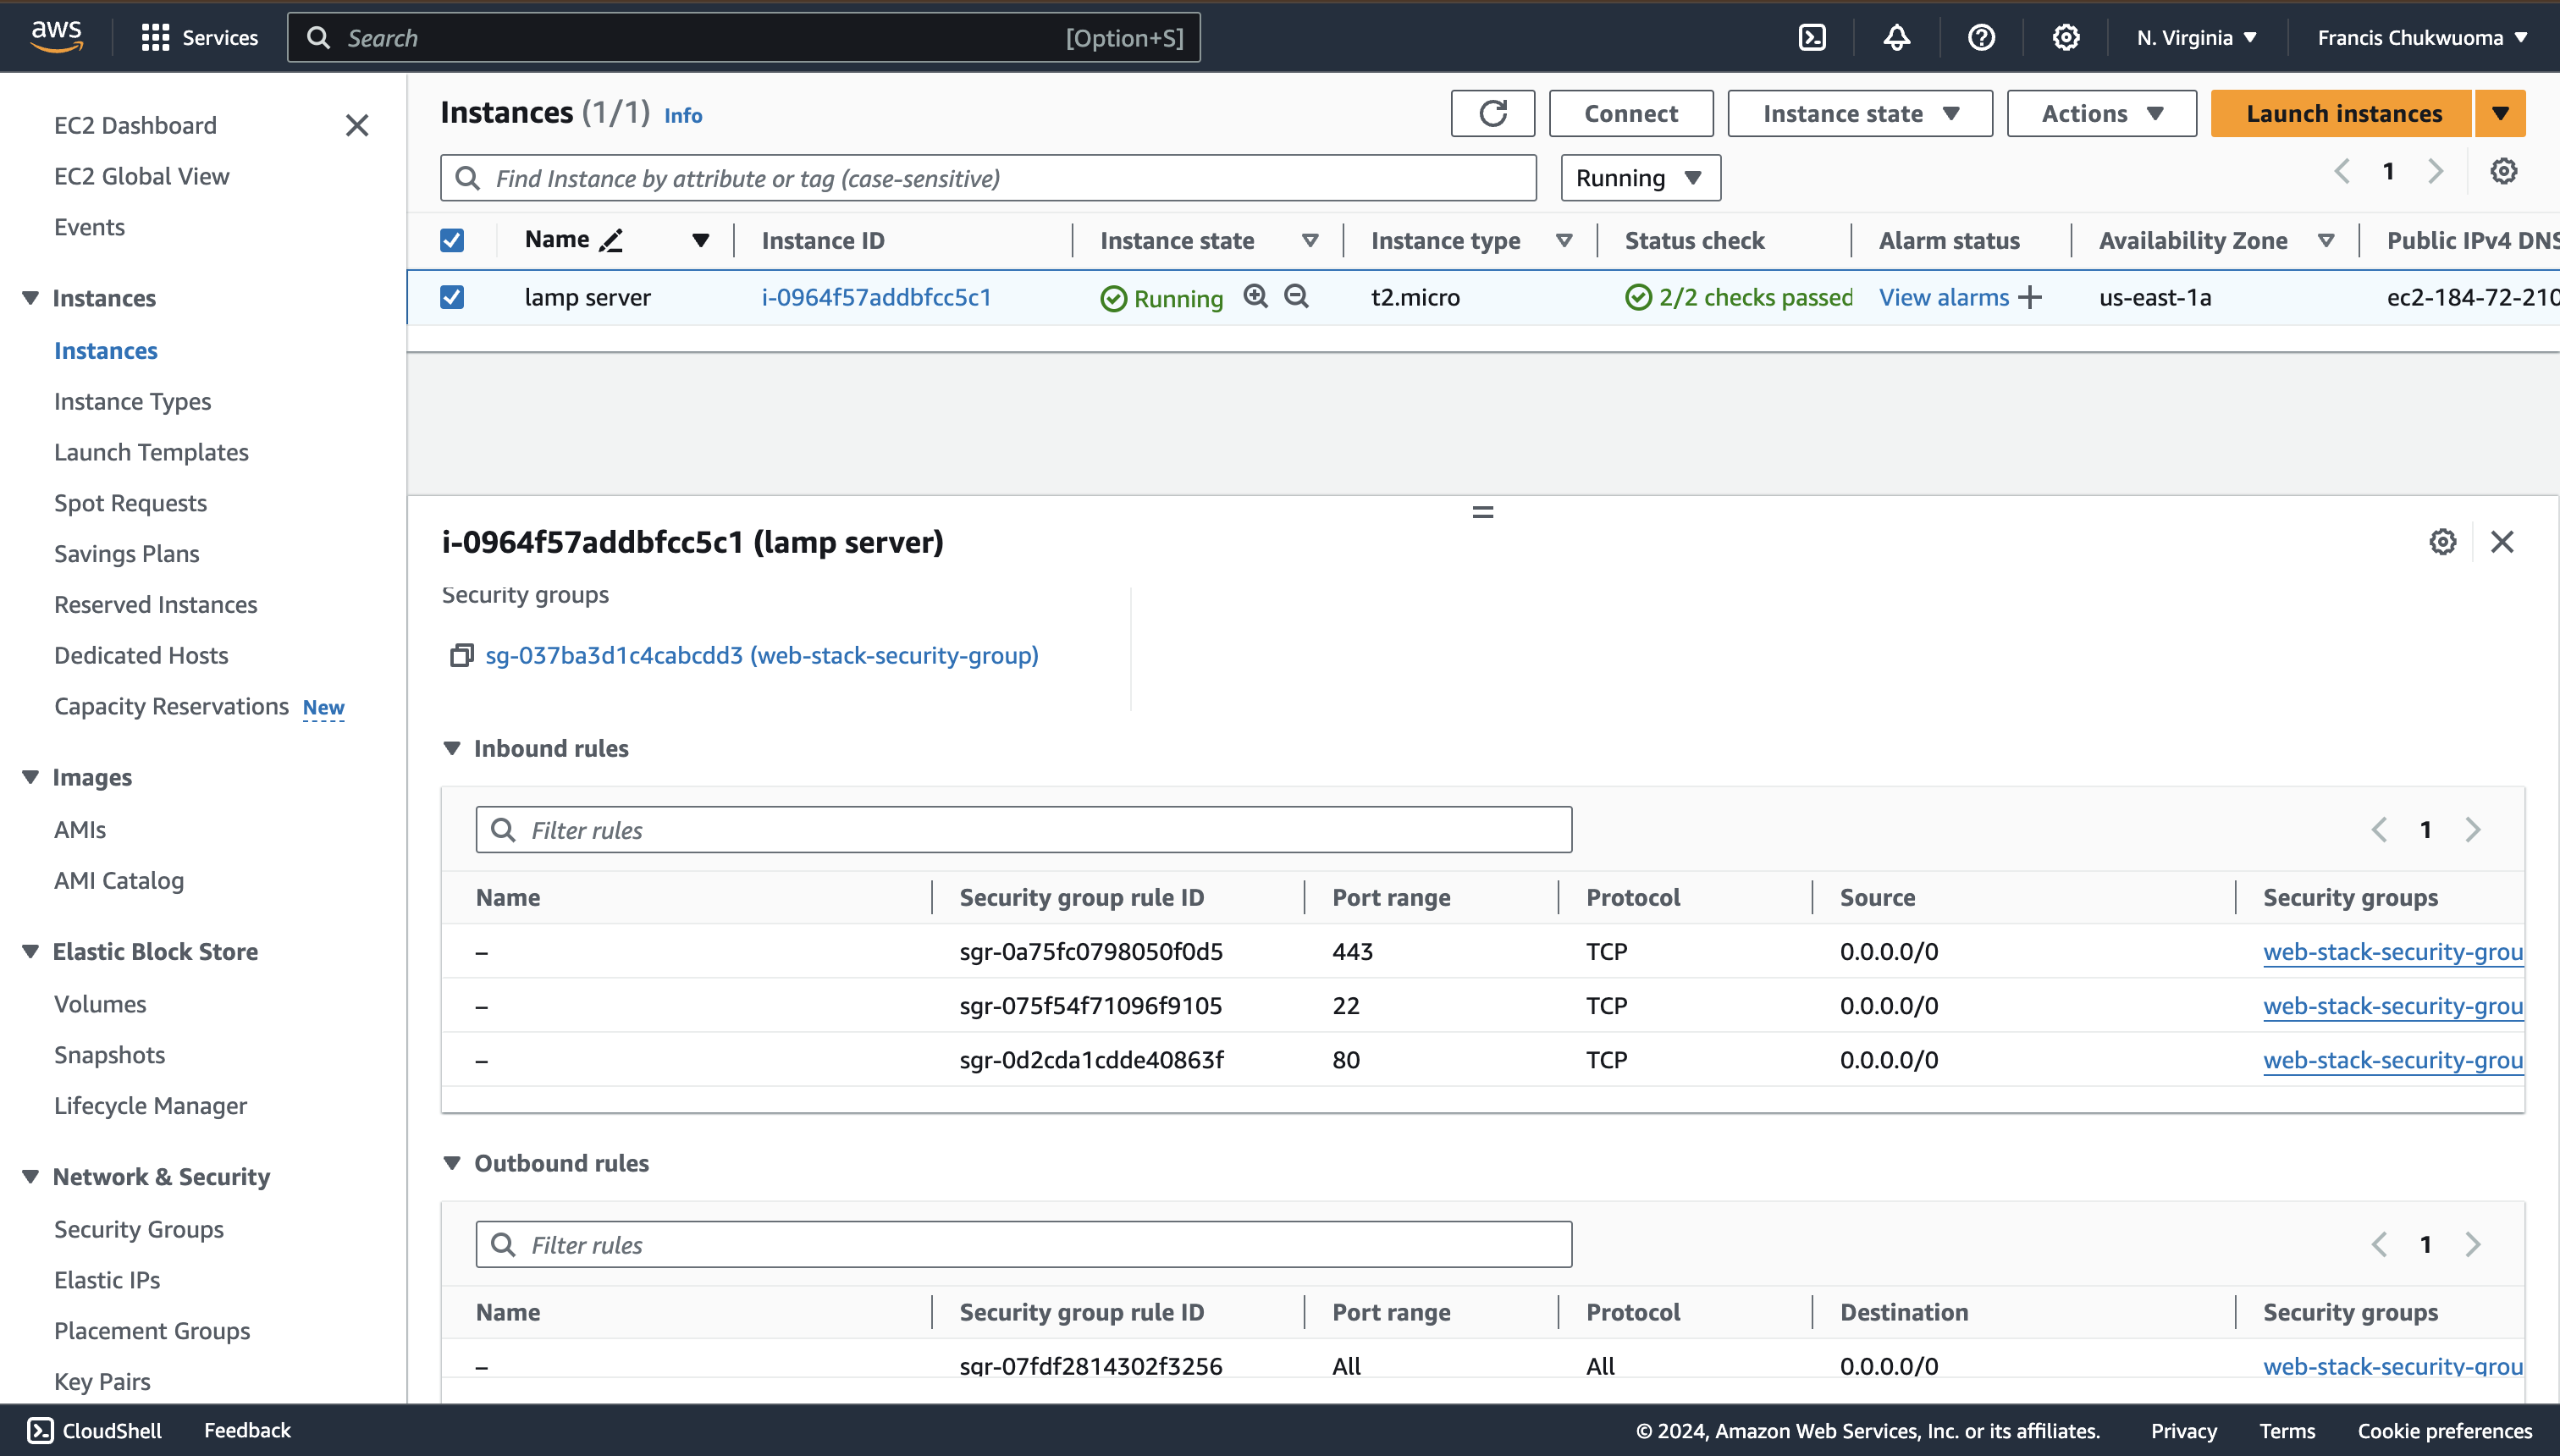 aws
Services
Search
[Option+S]
N. Virginia
Francis Chukwuoma
EC2 Dashboard
EC2 Global View
Events
Instances
Instances
Instance Types
Launch Templates
Spot Requests
Savings Plans
Reserved Instances
Dedicated Hosts
Capacity Reservations New
Images
AMIs
AMI Catalog
Elastic Block Store
Volumes
Snapshots
Lifecycle Manager
Network & Security
Security Groups
Elastic IPs
Placement Groups
Key Pairs
Instances (1/1) Info
Connect
Instance state
Actions
Launch instances
Find Instance by attribute or tag (case-sensitive)
Running
1
Name Instance ID Instance state Instance type Status check Alarm status Availability Zone Public IPv4 DNS
lamp server i-0964f57addbfcc5c1 Running t2.micro 2/2 checks passed View alarms + us-east-1a ec2-184-72-210
i-0964f57addbfcc5c1 (lamp server)
Security groups
sg-037ba3d1c4cabcdd3 (web-stack-security-group)
Inbound rules
Filter rules
1
Name Security group rule ID Port range Protocol Source Security groups
– sgr-0a75fc0798050f0d5 443 TCP 0.0.0.0/0 web-stack-security-grou
– sgr-075f54f71096f9105 22 TCP 0.0.0.0/0 web-stack-security-grou
– sgr-0d2cda1cdde40863f 80 TCP 0.0.0.0/0 web-stack-security-grou
Outbound rules
Filter rules
1
Name Security group rule ID Port range Protocol Destination Security groups
– sgr-07fdf2814302f3256 All All 0.0.0.0/0 web-stack-security-grou
CloudShell
Feedback
© 2024, Amazon Web Services, Inc. or its affiliates.
Privacy
Terms
Cookie preferences